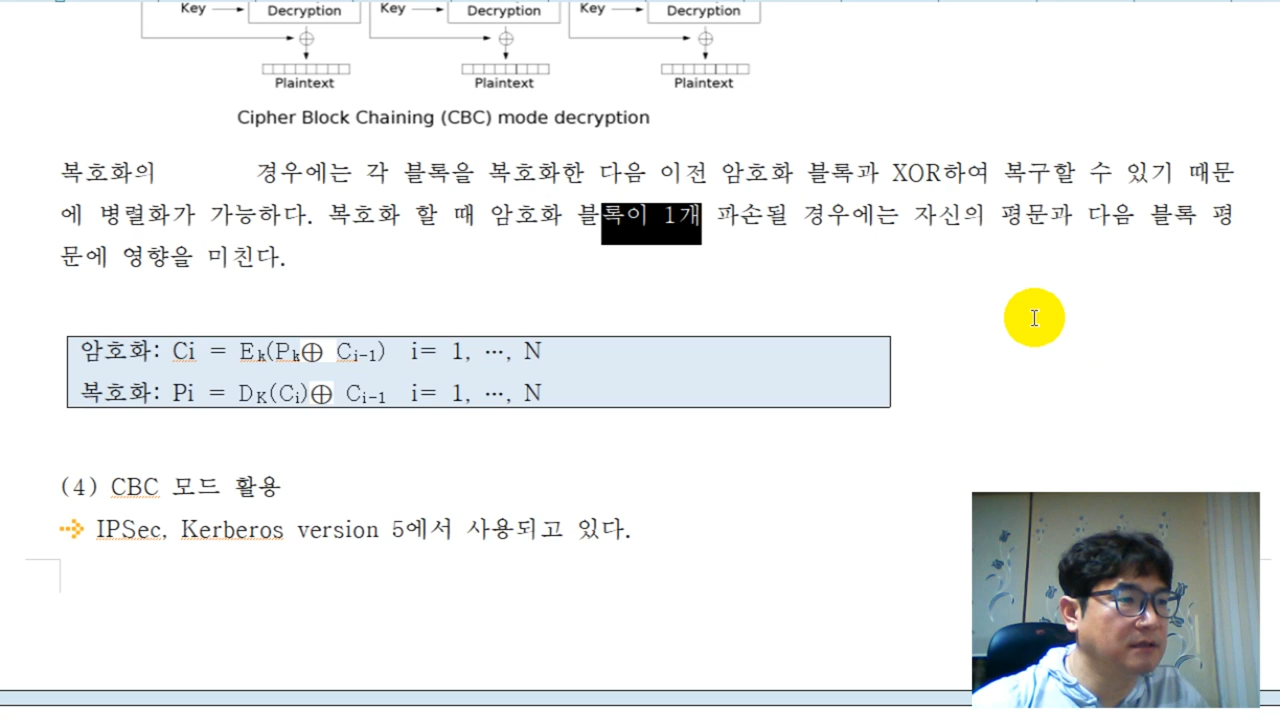 Key Decryption Key Decryption Key Decryption
Plaintext Plaintext Plaintext
Cipher Block Chaining (CBC) mode decryption
복호화의 경우에는 각 블록을 복호화한 다음 이전 암호화 블록과 XOR하여 복구할 수 있기 때문
에 병렬화가 가능하다. 복호화 할 때 암호화 블록이 1개 파손될 경우에는 자신의 평문과 다음 블록 평
문에 영향을 미친다.
암호화: Ci = Ek(Pk⊕ Ci-1) i= 1, ···, N
복호화: Pi = DK(Ci)⊕ Ci-1 i= 1, ···, N
(4) CBC 모드 활용
IPSec, Kerberos version 5에서 사용되고 있다.